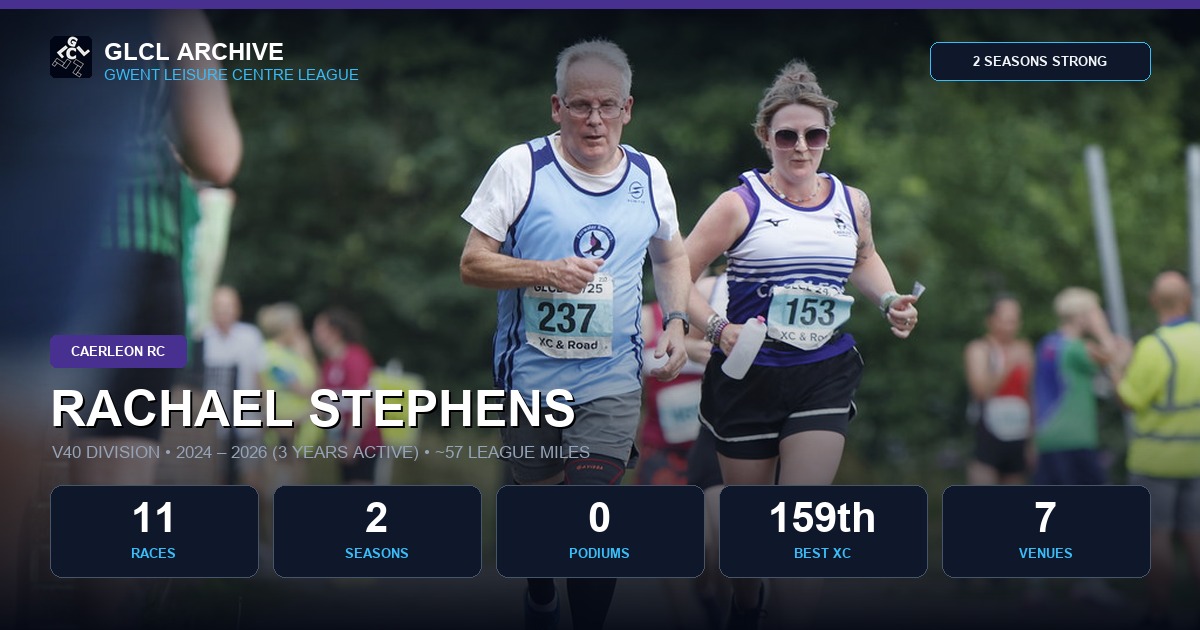 GLCL ARCHIVE
GWENT LEISURE CENTRE LEAGUE
2 SEASONS STRONG
237
XC & Road
153
CAERLEON RC
RACHAEL STEPHENS
V40 DIVISION • 2024 – 2026 (3 YEARS ACTIVE) • ~57 LEAGUE MILES
11
RACES
2
SEASONS
0
PODIUMS
159th
BEST XC
7
VENUES